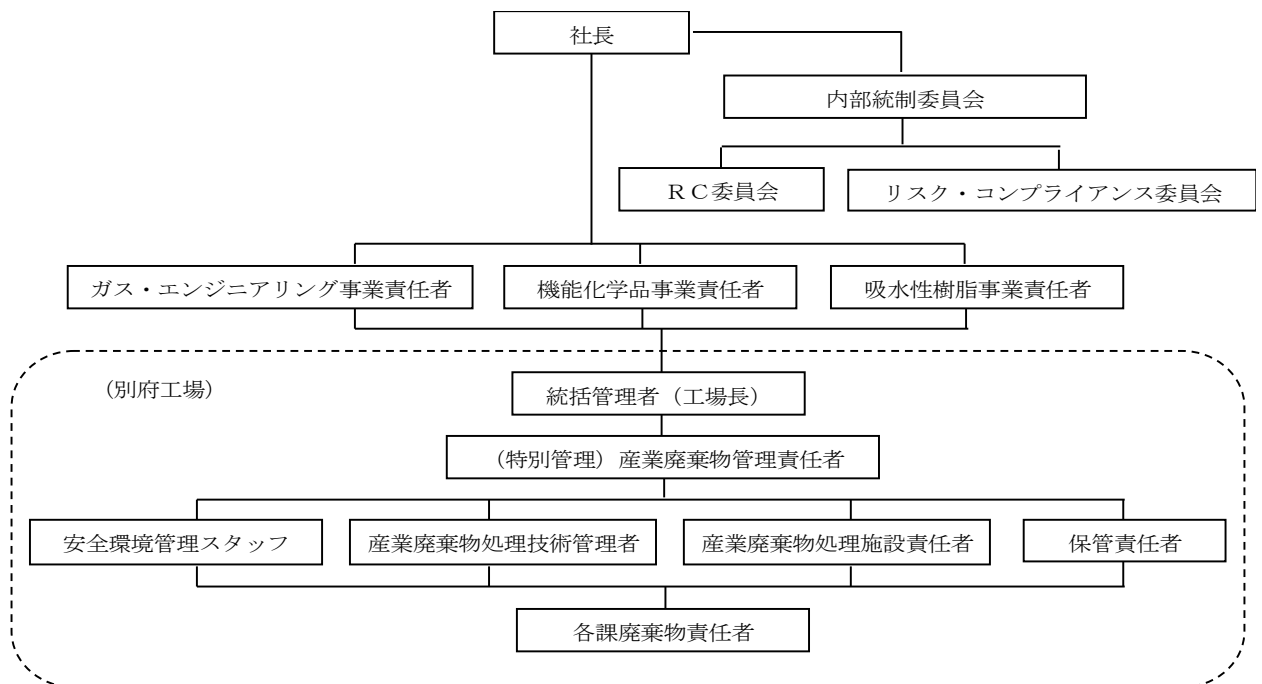 社長
内部統制委員会
ＲＣ委員会
リスク・コンプライアンス委員会
ガス・エンジニアリング事業責任者
機能化学品事業責任者
吸水性樹脂事業責任者
（別府工場）
統括管理者（工場長）
（特別管理）産業廃棄物管理責任者
安全環境管理スタッフ
産業廃棄物処理技術管理者
産業廃棄物処理施設責任者
保管責任者
各課廃棄物責任者